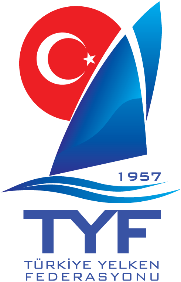 1957
TYF
TÜRKİYE YELKEN
FEDERASYONU